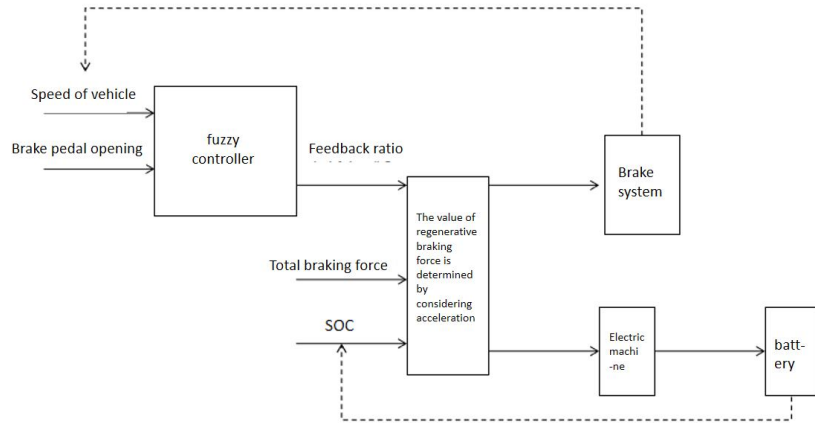 Speed of vehicle
Brake pedal opening
fuzzy
controller
Feedback ratio
Brake
system
The value of
regenerative
braking
force is
determined
by
considering
acceleration
Total braking force
SOC
Electric
machi
-ne
batt-
ery